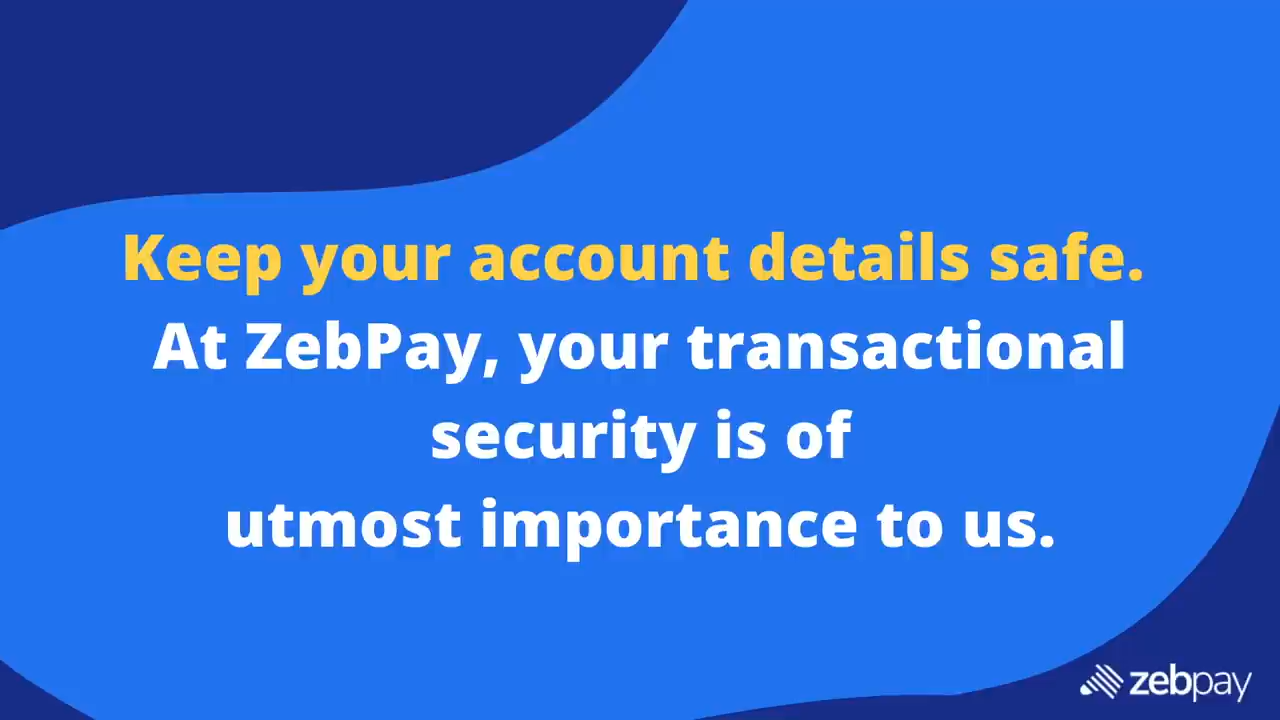 Keep your account details safe.
At ZebPay, your transactional
security is of
utmost importance to us.
zebpay